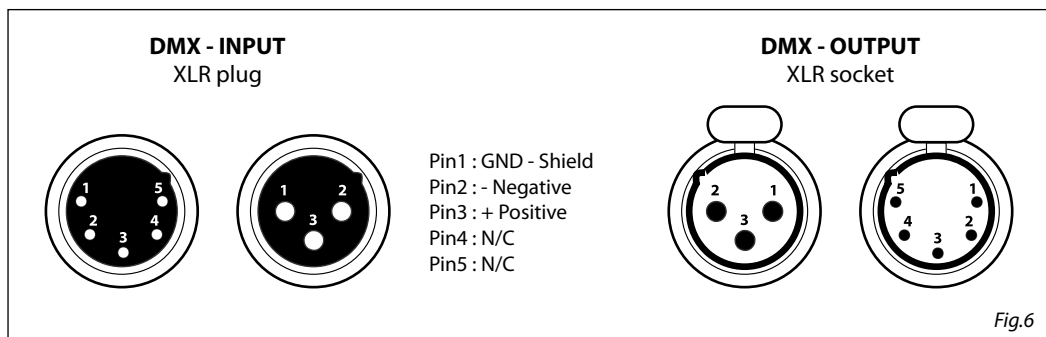 DMX - INPUT
XLR plug
1
5
2
4
3
1
2
3
Pin1 : GND - Shield
Pin2 : - Negative
Pin3 : + Positive
Pin4 : N/C
Pin5 : N/C
DMX - OUTPUT
XLR socket
2
1
3
5
1
4
2
3
Fig.6